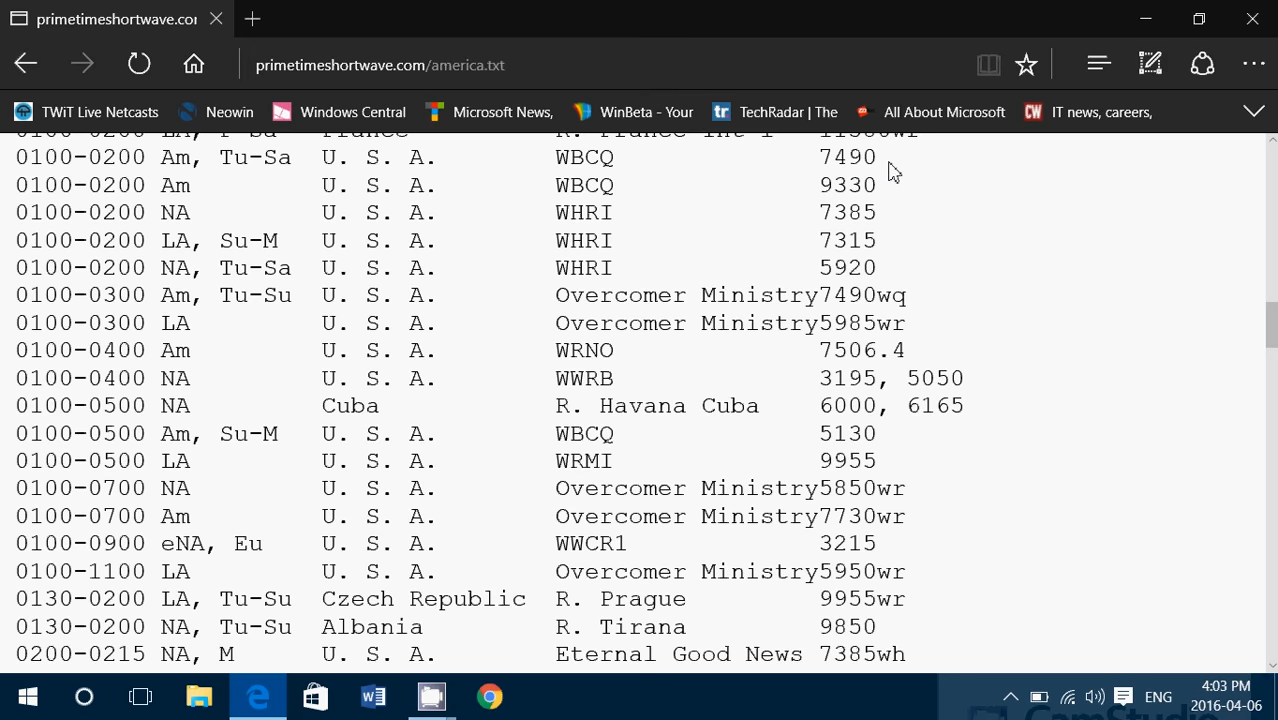 primetimeshortwave.co
primetimeshortwave.com/america.txt
TWiT Live Netcasts Neowin Windows Central Microsoft News, WinBeta - Your TechRadar | The All About Microsoft IT news, careers,
0100-0200 Am, Tu-Sa U. S. A. WBCQ 7490
0100-0200 Am U. S. A. WBCQ 9330
0100-0200 NA U. S. A. WHRI 7385
0100-0200 LA, Su-M U. S. A. WHRI 7315
0100-0200 NA, Tu-Sa U. S. A. WHRI 5920
0100-0300 Am, Tu-Su U. S. A. Overcomer Ministry7490wq
0100-0300 LA U. S. A. Overcomer Ministry5985wr
0100-0400 Am U. S. A. WRNO 7506.4
0100-0400 NA U. S. A. WWRB 3195, 5050
0100-0500 NA Cuba R. Havana Cuba 6000, 6165
0100-0500 Am, Su-M U. S. A. WBCQ 5130
0100-0500 LA U. S. A. WRMI 9955
0100-0700 NA U. S. A. Overcomer Ministry5850wr
0100-0700 Am U. S. A. Overcomer Ministry7730wr
0100-0900 eNA, Eu U. S. A. WWCR1 3215
0100-1100 LA U. S. A. Overcomer Ministry5950wr
0130-0200 LA, Tu-Su Czech Republic R. Prague 9955wr
0130-0200 NA, Tu-Su Albania R. Tirana 9850
0200-0215 NA, M U. S. A. Eternal Good News 7385wh
ENG
4:03 PM
2016-04-06